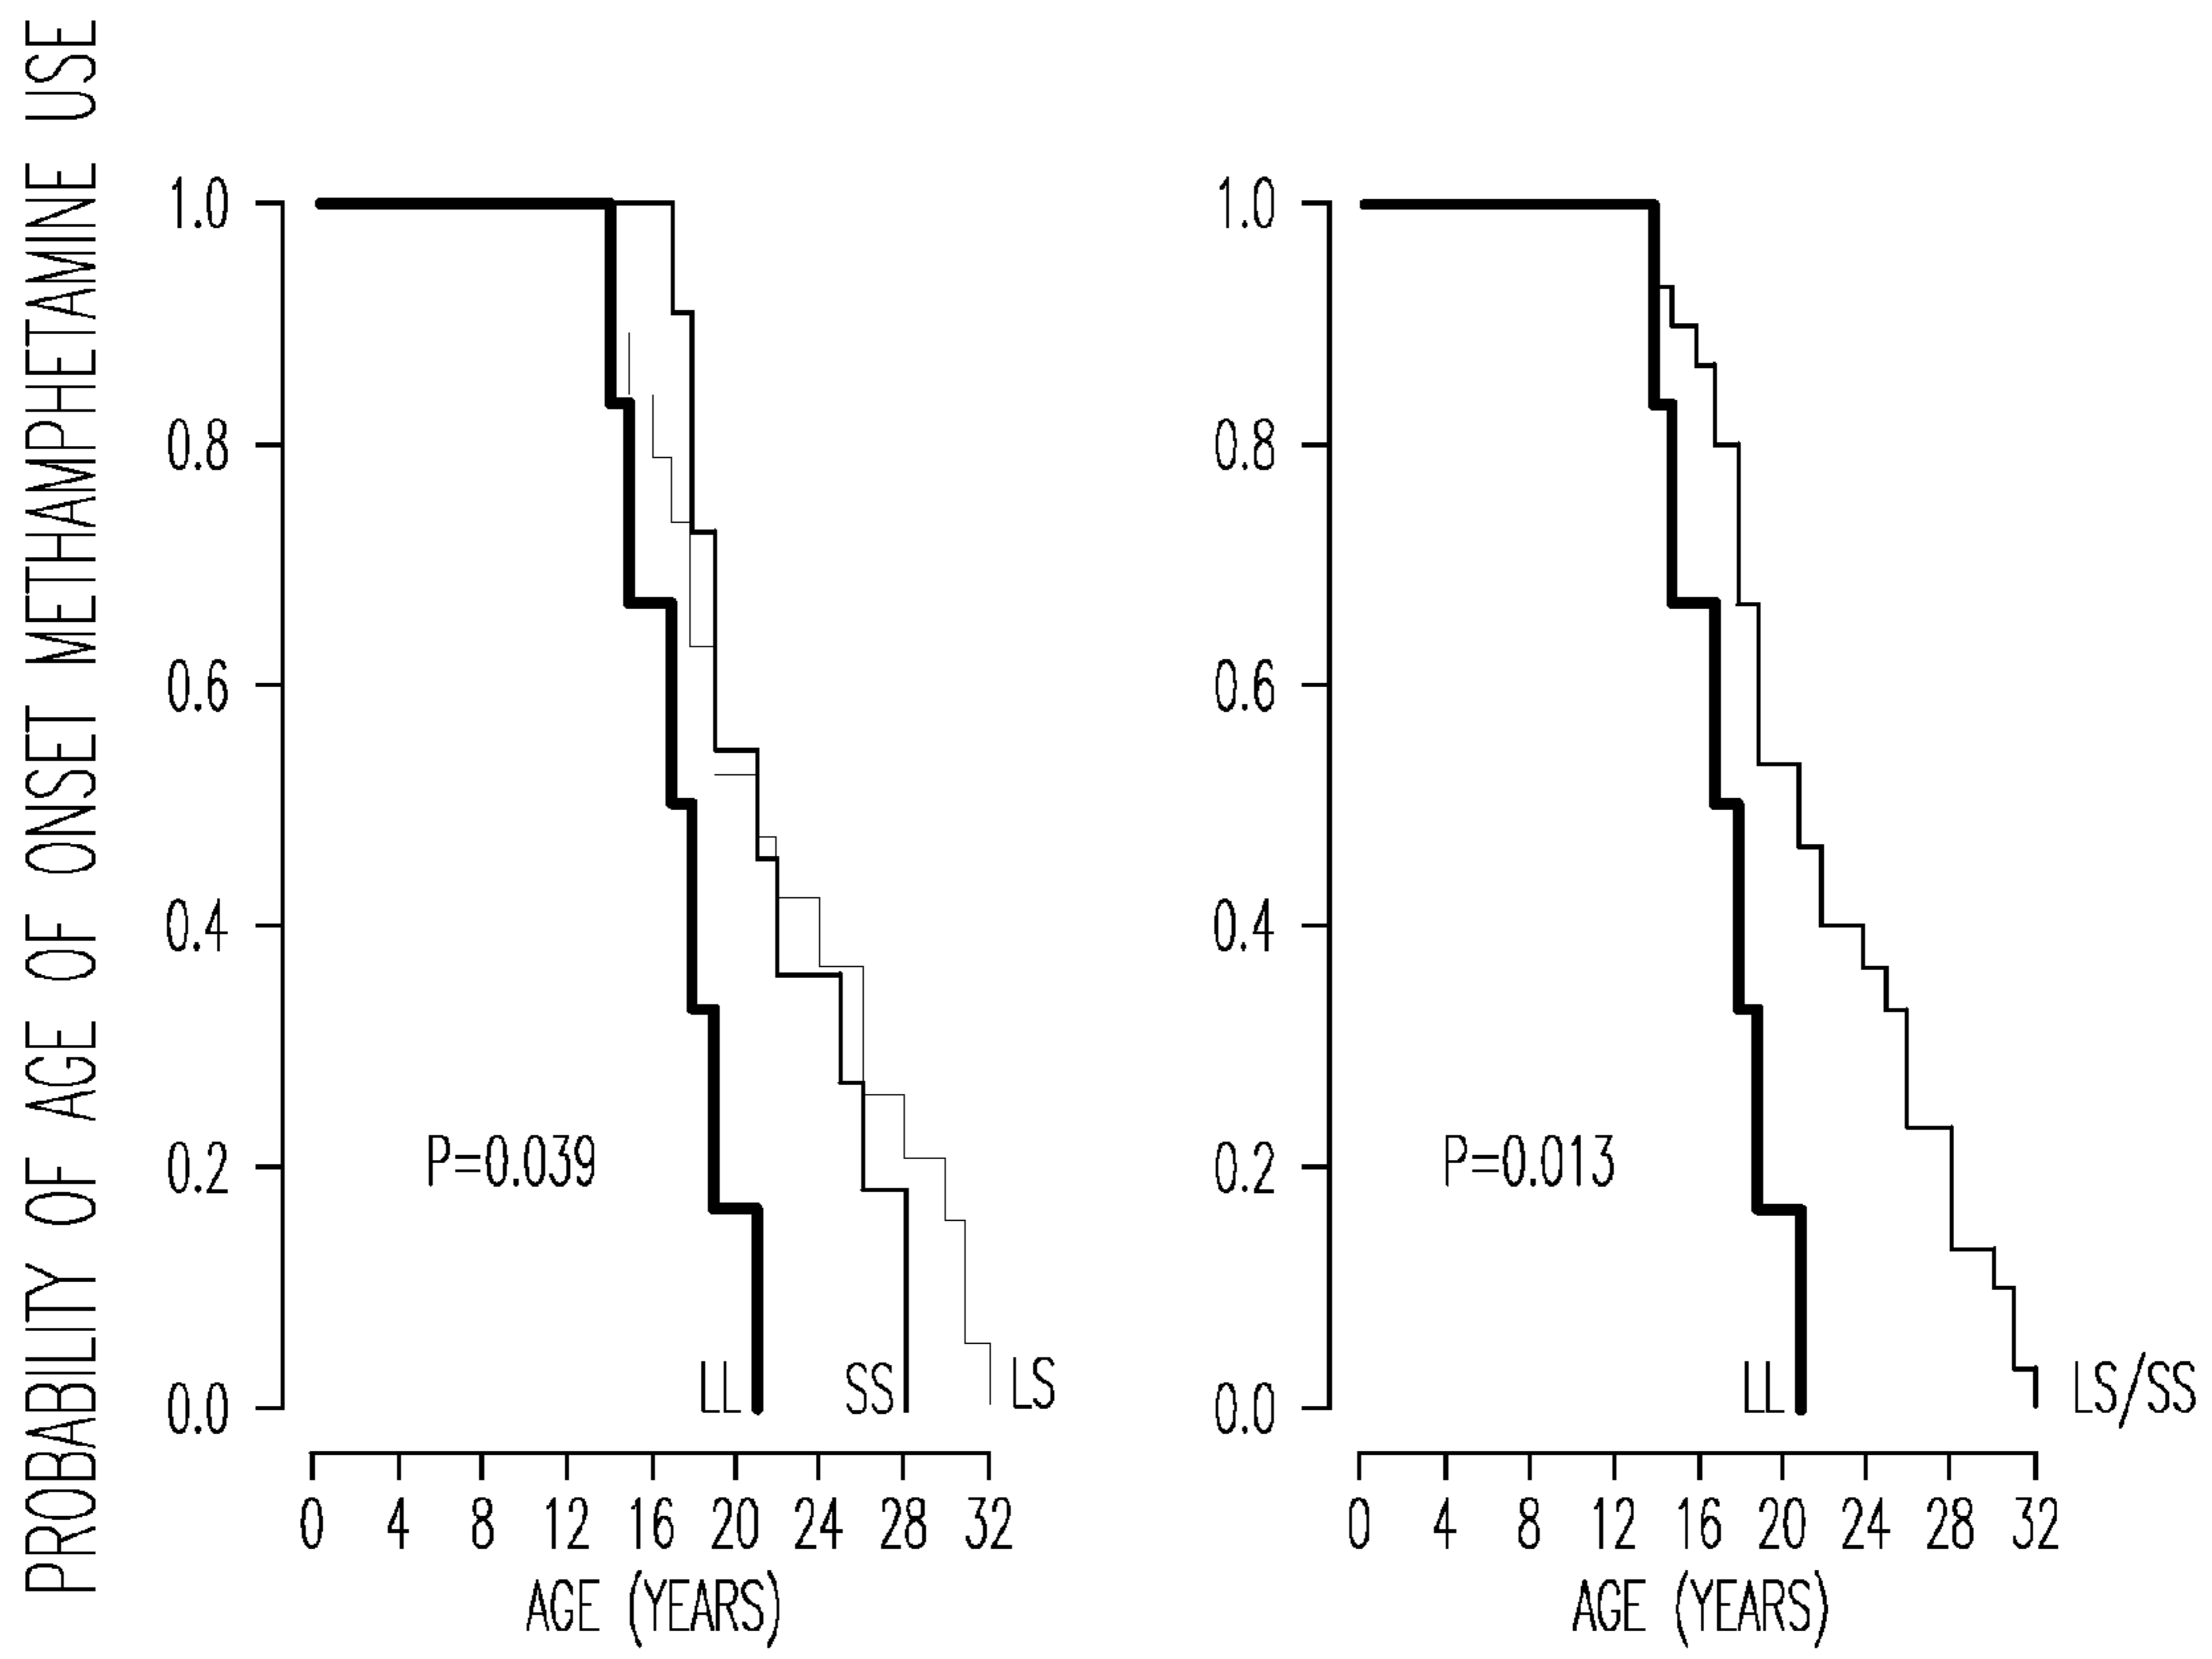 PROBABILITY OF AGE OF ONSET METHAMPHETAMINE USE
1.0
0.8
0.6
0.4
0.2
0.0
P=0.039
LL
SS
LS
0 4 8 12 16 20 24 28 32
AGE (YEARS)
1.0
0.8
0.6
0.4
0.2
0.0
P=0.013
LL
LS/SS
0 4 8 12 16 20 24 28 32
AGE (YEARS)